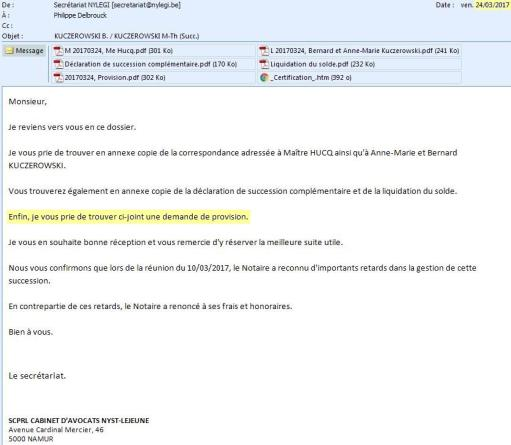 De : Secrétariat NYLEGI [secretariat@nylegi.be] Date : ven. 24/03/2017
À : Philippe Delbrouck
Cc :
Objet : KUCZEROWSKI B. / KUCZEROWSKI M-Th (Succ.)
Message M 20170324, Me Hucq.pdf (301 Ko) L 20170324, Bernard et Anne-Marie Kuczerowski.pdf (241 Ko)
Déclaration de succession complémentaire.pdf (170 Ko) Liquidation du solde.pdf (232 Ko)
20170324, Provision.pdf (302 Ko) _Certification_.htm (392 o)
Monsieur,
Je reviens vers vous en ce dossier.
Je vous prie de trouver en annexe copie de la correspondance adressée à Maître HUCQ ainsi qu'à Anne-Marie et Bernard
KUCZEROWSKI.
Vous trouverez également en annexe copie de la déclaration de succession complémentaire et de la liquidation du solde.
Enfin, je vous prie de trouver ci-joint une demande de provision.
Je vous en souhaite bonne réception et vous remercie d'y réserver la meilleure suite utile.
Nous vous confirmons que lors de la réunion du 10/03/2017, le Notaire a reconnu d'importants retards dans la gestion de cette
succession.
En contrepartie de ces retards, le Notaire a renoncé à ses frais et honoraires.
Bien à vous.
Le secrétariat.
SCPRL CABINET D'AVOCATS NYST-LEJEUNE
Avenue Cardinal Mercier, 46
5000 NAMUR